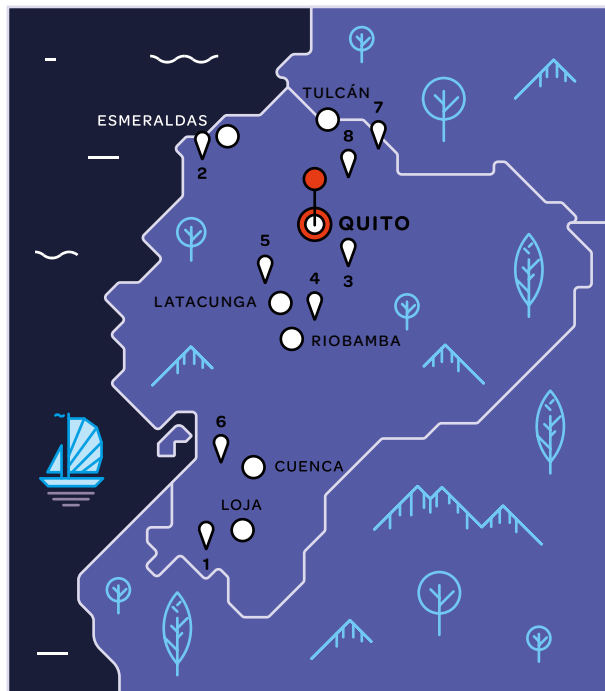 TULCÁN
7
ESMERALDAS
8
2
QUITO
5
3
4
LATACUNGA
RIOBAMBA
6
CUENCA
LOJA
1